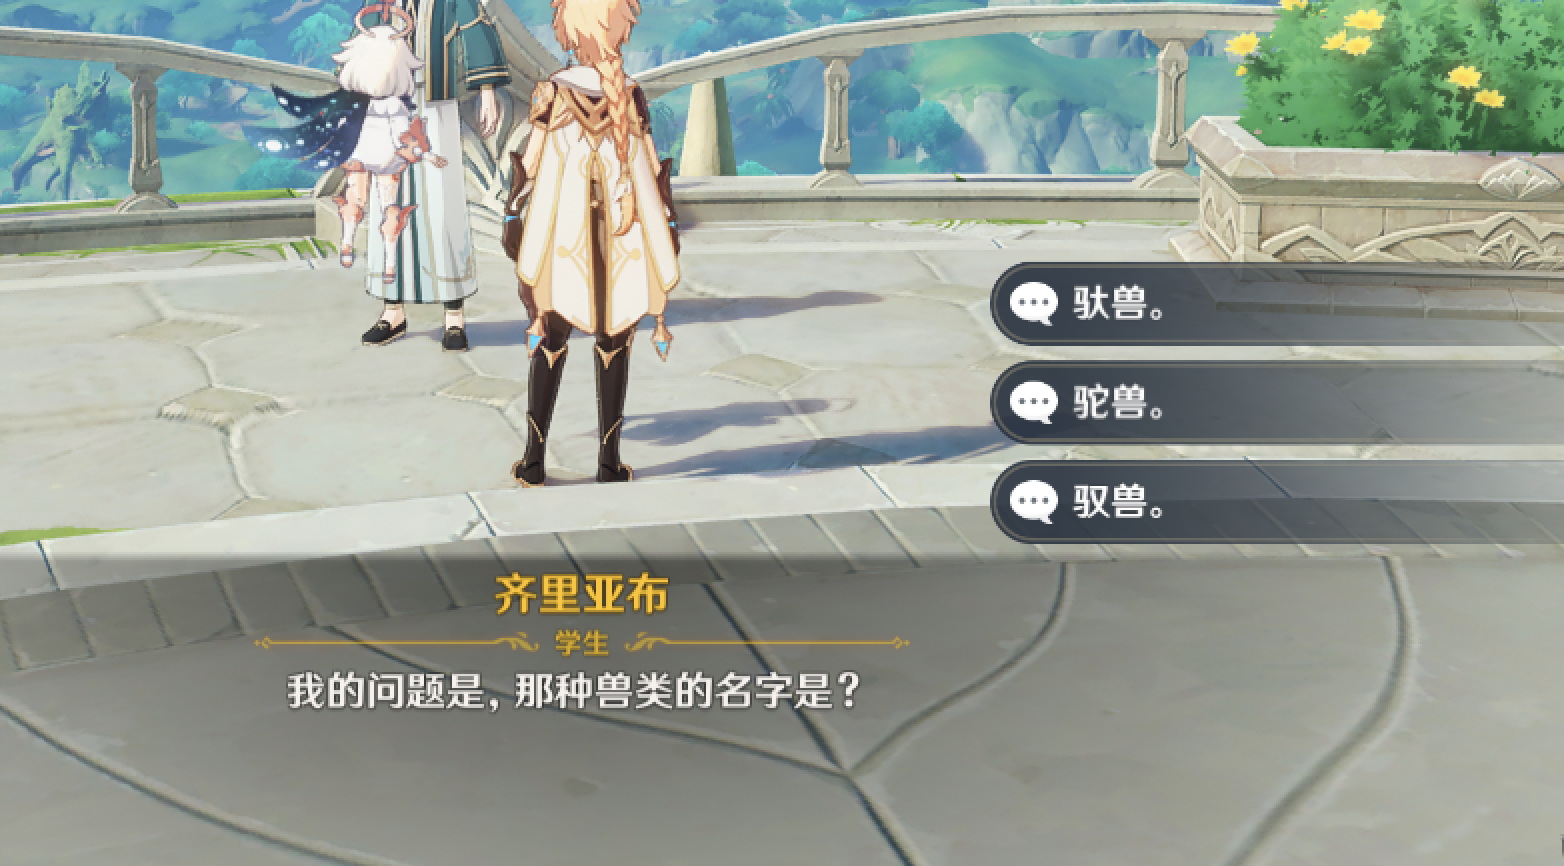 驮兽。
驼兽。
驭兽。
齐里亚布
学生
我的问题是，那种兽类的名字是？